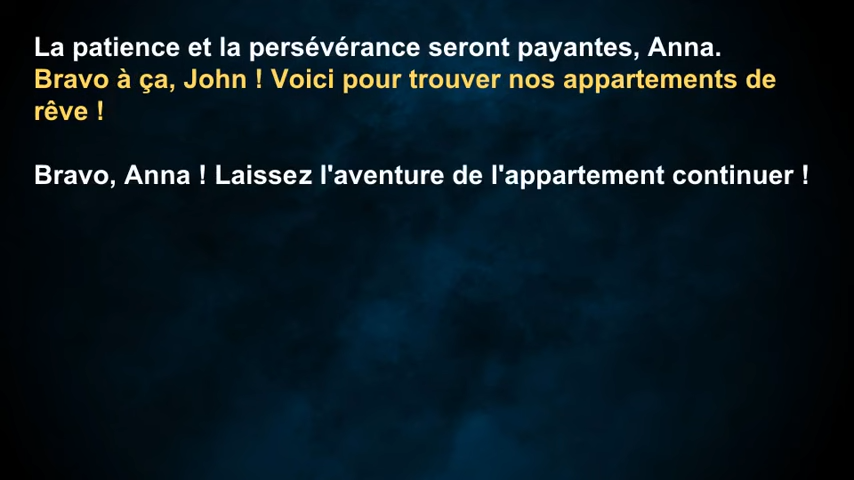 La patience et la persévérance seront payantes, Anna.
Bravo à ça, John ! Voici pour trouver nos appartements de
rêve !
Bravo, Anna ! Laissez l'aventure de l'appartement continuer !